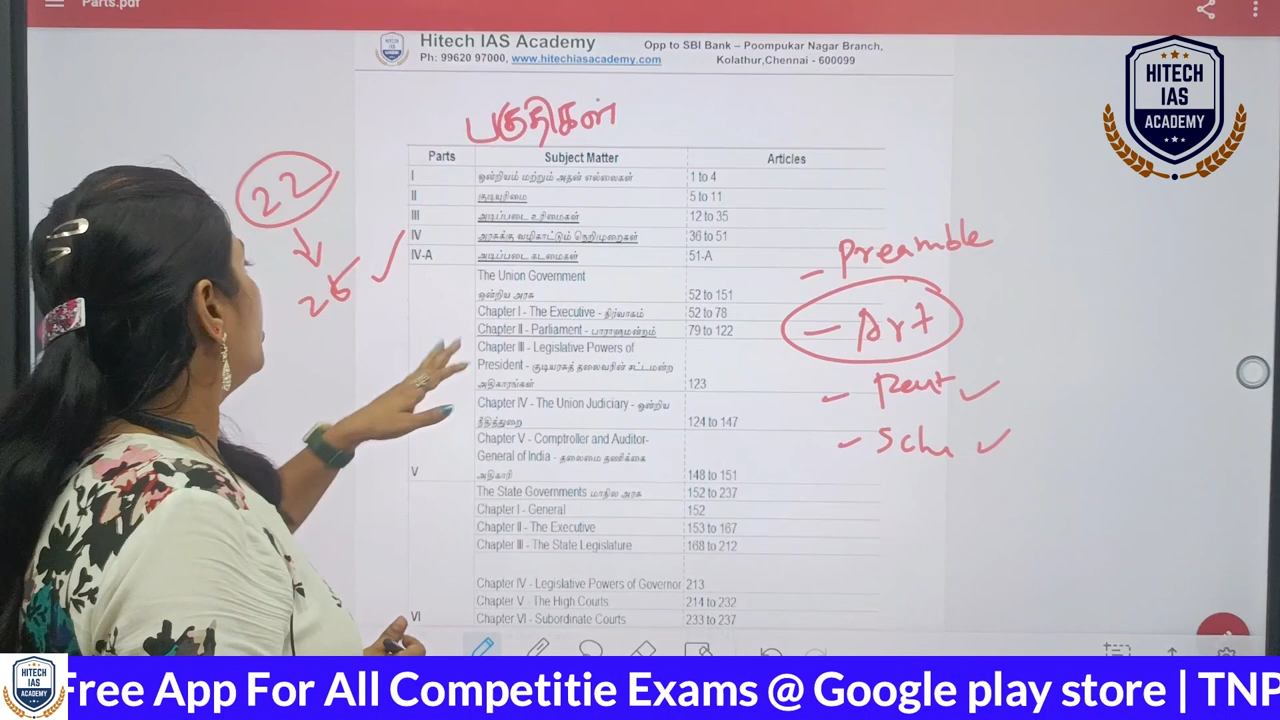 Parts.pdf
Hitech IAS Academy
Ph: 99620 97000, www.hitechiasacademy.com
Opp to SBI Bank – Poompukar Nagar Branch,
Kolathur,Chennai - 600099
HITECH
IAS
ACADEMY
பகுதிகள்
22
25
Parts Subject Matter Articles
I ஒன்றியம் மற்றும் அதன் எல்லைகள் 1 to 4
II குடியுரிமை 5 to 11
III அடிப்படை உரிமைகள் 12 to 35
IV அரசுக்கு வழிகாட்டும் நெறிமுறைகள் 36 to 51
IV-A அடிப்படை கடமைகள் 51-A
The Union Government
ஒன்றிய அரசு 52 to 151
Chapter I - The Executive - நிர்வாகம் 52 to 78
Chapter II - Parliament - பாராளுமன்றம் 79 to 122
Chapter III - Legislative Powers of
President - குடியரசுத் தலைவரின் சட்டமன்ற
அதிகாரங்கள் 123
Chapter IV - The Union Judiciary - ஒன்றிய
நீதித்துறை 124 to 147
Chapter V - Comptroller and Auditor-
General of India - தலைமை தணிக்கை
அதிகாரி 148 to 151
V
The State Governments மாநில அரசு 152 to 237
Chapter I - General 152
Chapter II - The Executive 153 to 167
Chapter III - The State Legislature 168 to 212
Chapter IV - Legislative Powers of Governor 213
Chapter V - The High Courts 214 to 232
VI Chapter VI - Subordinate Courts 233 to 237
- Preamble
- Art
- Part
- Sche
HITECH IAS
ACADEMY
Free App For All Competitie Exams @ Google play store | TNP